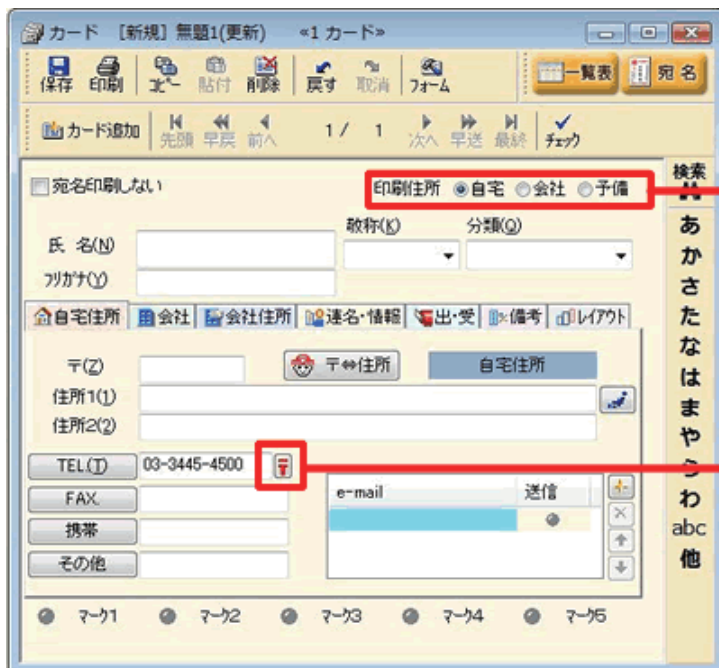 カード [新規] 無題1(更新) «1 カード»
保存 印刷 ｺﾋﾟｰ 貼付 削除 戻す 取消 ﾌｫｰﾑ 一覧表 宛名
カード追加 先頭 早戻 前へ 1 / 1 次へ 早送 最終 ﾁｪｯｸ
宛名印刷しない 印刷住所 自宅 会社 予備
検索
敬称(K) 分類(Q)
氏 名(N)
ﾌﾘｶﾞﾅ(Y)
自宅住所 会社 会社住所 連名・情報 出・受 備考 ﾚｲｱｳﾄ
〒(Z) 〒⇔住所 自宅住所
住所1(1)
住所2(2)
TEL(T) 03-3445-4500 〒
FAX
携帯
その他
e-mail 送信
あ
か
さ
た
な
は
ま
や
ら
わ
abc
他
ﾏｰｸ1 ﾏｰｸ2 ﾏｰｸ3 ﾏｰｸ4 ﾏｰｸ5